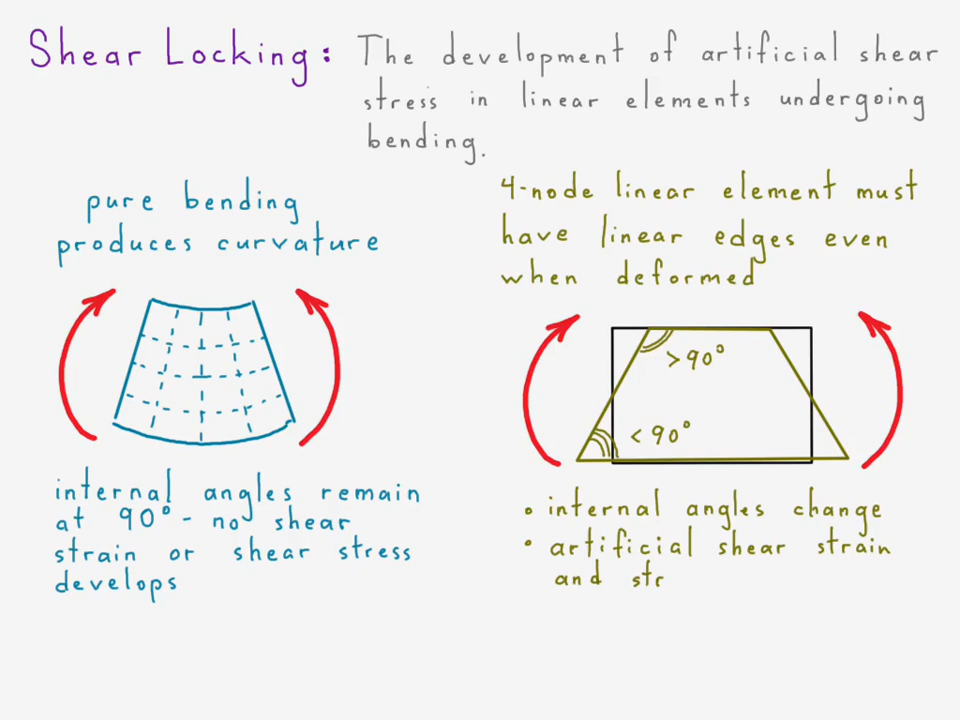 Shear Locking: The development of artificial shear
stress in linear elements undergoing
bending.
pure bending
produces curvature
internal angles remain
at 90° - no shear
strain or shear stress
develops
4-node linear element must
have linear edges even
when deformed
>90°
<90°
• internal angles change
• artificial shear strain
and str